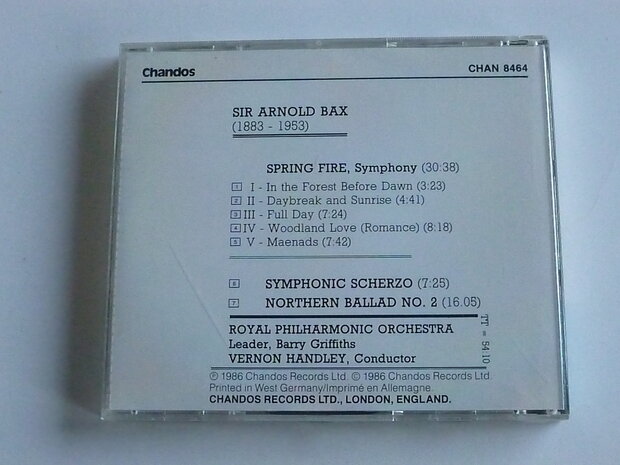 Chandos CHAN 8464
SIR ARNOLD BAX
(1883 - 1953)
SPRING FIRE, Symphony (30:38)
1 I - In the Forest Before Dawn (3:23)
2 II - Daybreak and Sunrise (4:41)
3 III - Full Day (7:24)
4 IV - Woodland Love (Romance) (8:18)
5 V - Maenads (7:42)
6 SYMPHONIC SCHERZO (7:25)
7 NORTHERN BALLAD NO. 2 (16.05)
TT = 54:10
ROYAL PHILHARMONIC ORCHESTRA
Leader, Barry Griffiths
VERNON HANDLEY, Conductor
℗ 1986 Chandos Records Ltd. © 1986 Chandos Records Ltd.
Printed in West Germany/Imprimé en Allemagne.
CHANDOS RECORDS LTD., LONDON, ENGLAND.